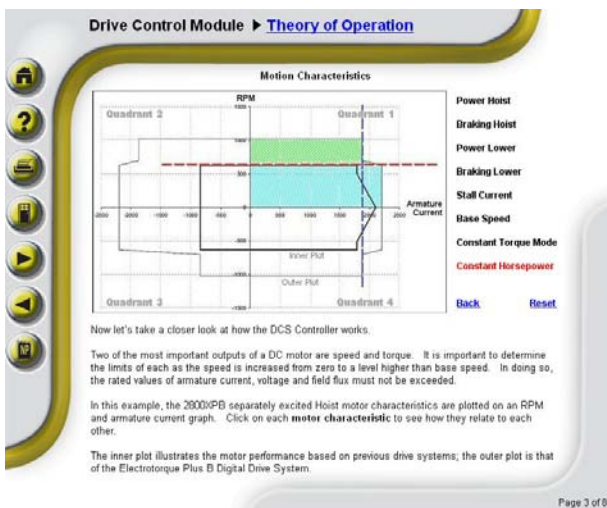 Drive Control Module ▶ Theory of Operation
Motion Characteristics
RPM
Quadrant 2
Quadrant 1
Armature
Current
Inner Plot
Outer Plot
Quadrant 3
Quadrant 4
Power Hoist
Braking Hoist
Power Lower
Braking Lower
Stall Current
Base Speed
Constant Torque Mode
Constant Horsepower
Back Reset
Now let's take a closer look at how the DCS Controller works.
Two of the most important outputs of a DC motor are speed and torque. It is important to determine
the limits of each as the speed is increased from zero to a level higher than base speed. In doing so,
the rated values of armature current, voltage and field flux must not be exceeded.
In this example, the 2800XPB separately excited Hoist motor characteristics are plotted on an RPM
and armature current graph. Click on each motor characteristic to see how they relate to each
other.
The inner plot illustrates the motor performance based on previous drive systems; the outer plot is that
of the Electrotorque Plus B Digital Drive System.
NP
Page 3 of 8